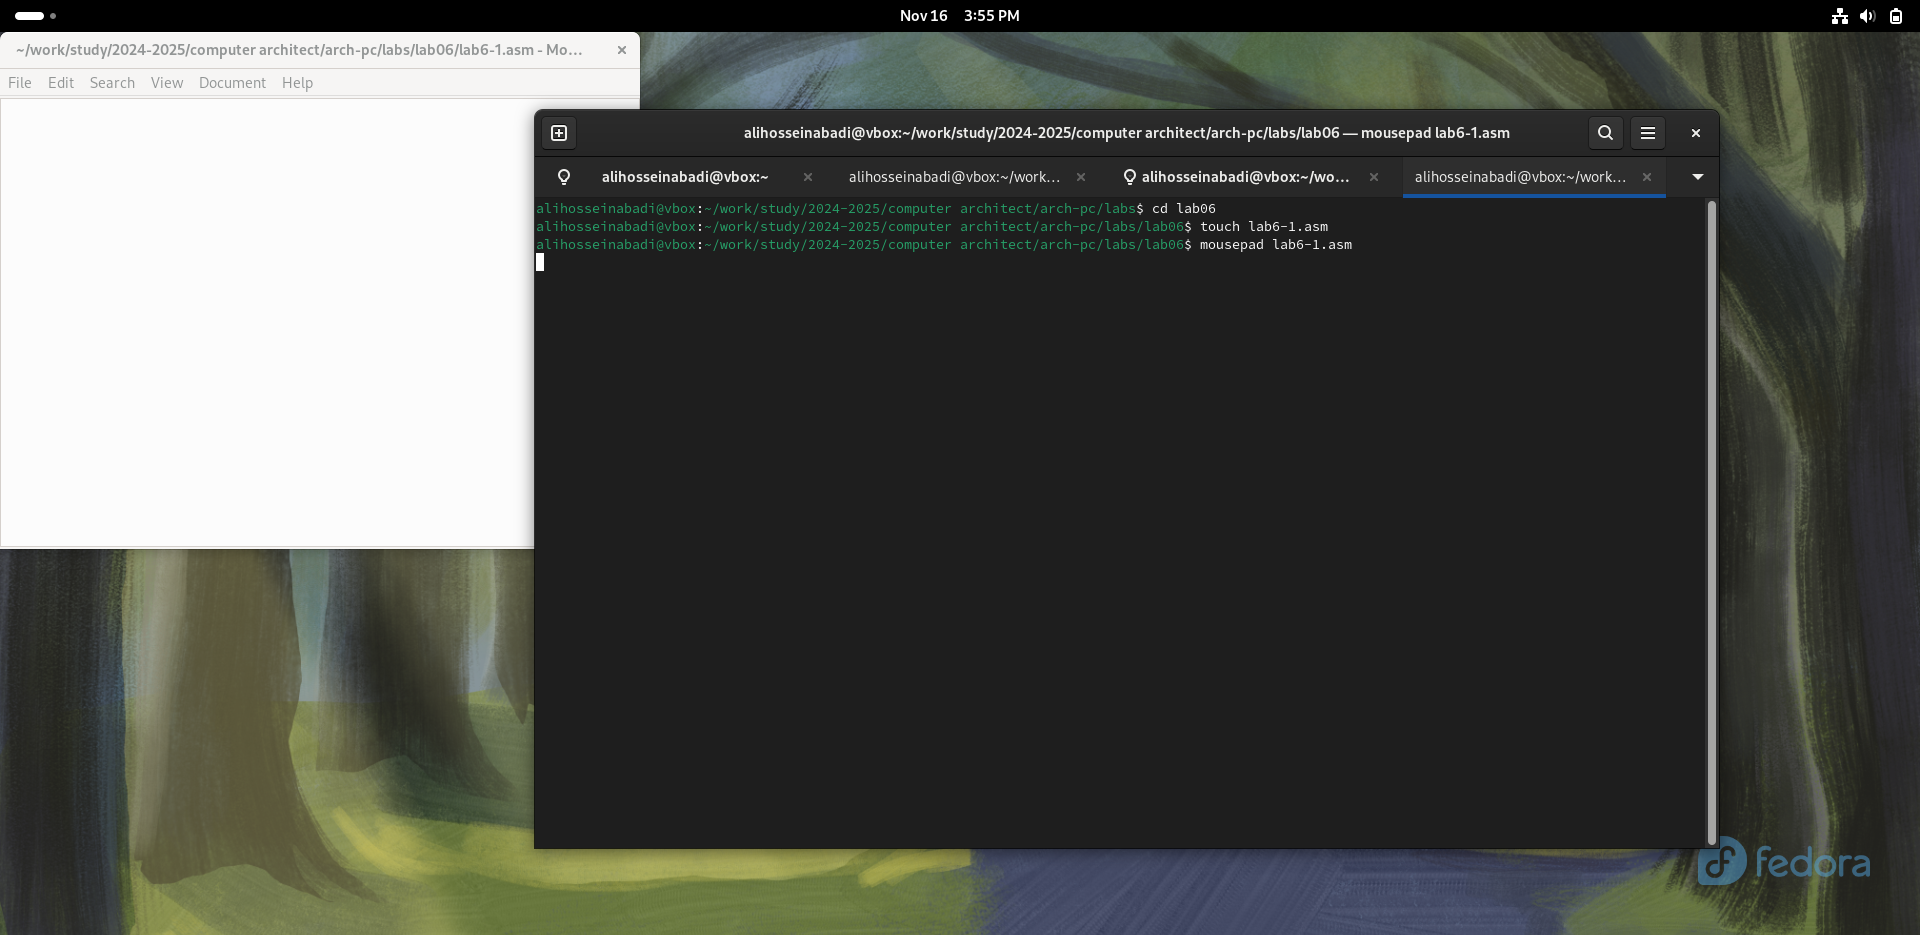 Nov 16 3:55 PM
~/work/study/2024-2025/computer architect/arch-pc/labs/lab06/lab6-1.asm - Mo...
File Edit Search View Document Help
alihosseinabadi@vbox:~/work/study/2024-2025/computer architect/arch-pc/labs/lab06 — mousepad lab6-1.asm
alihosseinabadi@vbox:~ alihosseinabadi@vbox:~/work... alihosseinabadi@vbox:~/wo... alihosseinabadi@vbox:~/work...
alihosseinabadi@vbox:~/work/study/2024-2025/computer architect/arch-pc/labs$ cd lab06
alihosseinabadi@vbox:~/work/study/2024-2025/computer architect/arch-pc/labs/lab06$ touch lab6-1.asm
alihosseinabadi@vbox:~/work/study/2024-2025/computer architect/arch-pc/labs/lab06$ mousepad lab6-1.asm
fedora